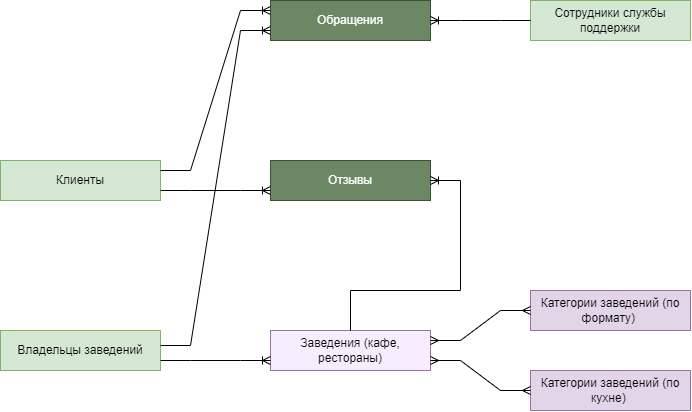 Обращения
Сотрудники службы
поддержки
Клиенты
Отзывы
Категории заведений (по
формату)
Владельцы заведений
Заведения (кафе,
рестораны)
Категории заведений (по
кухне)